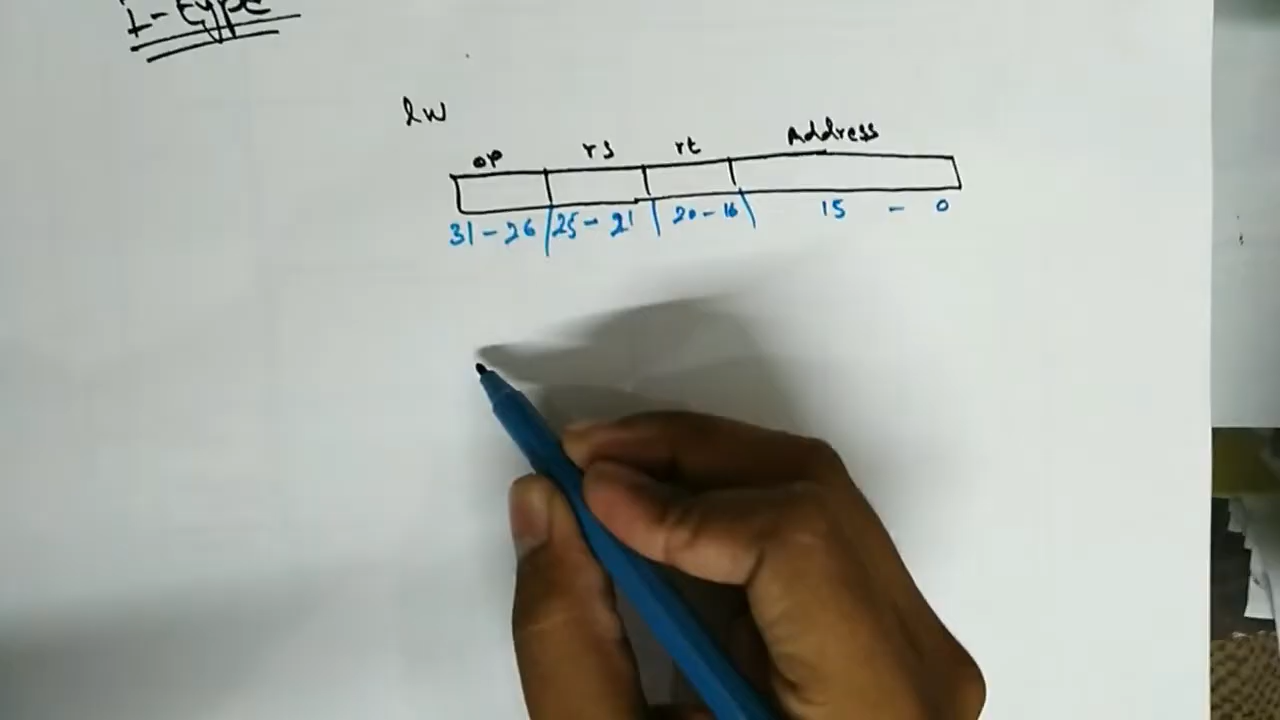 I-type
lw
op rs rt Address
31-26 | 25-21 | 20-16 | 15 - 0